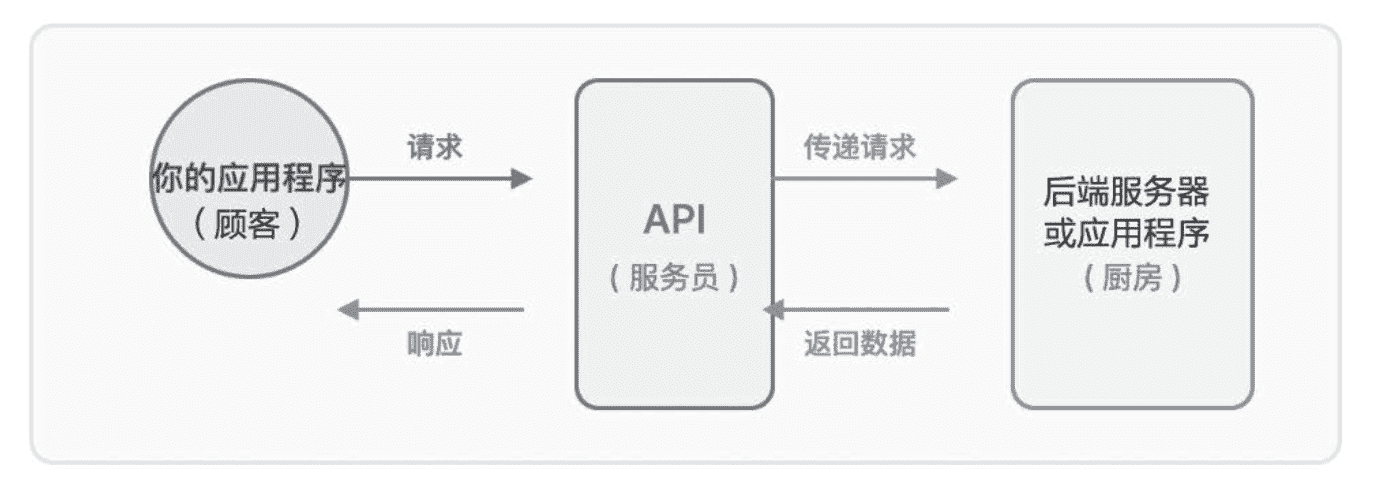 你的应用程序
（顾客）
请求
响应
API
（服务员）
传递请求
返回数据
后端服务器
或应用程序
（厨房）